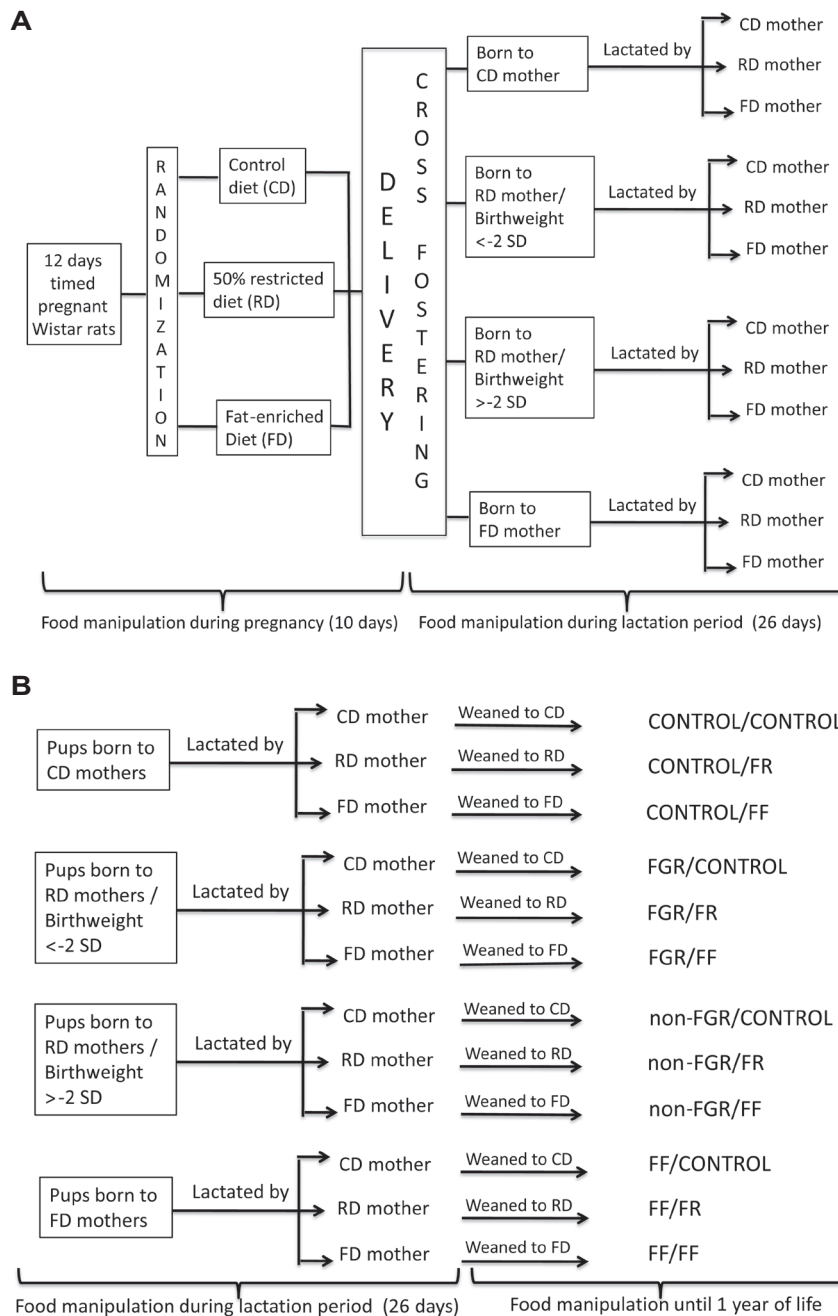 A
12 days
timed
pregnant
Wistar rats
RANDOMIZATION
Control
diet (CD)
50% restricted
diet (RD)
Fat-enriched
Diet (FD)
DELIVERY
CROSS FOSTERING
Born to
CD mother
Lactated by
CD mother
RD mother
FD mother
Born to
RD mother/
Birthweight
<-2 SD
Lactated by
CD mother
RD mother
FD mother
Born to
RD mother/
Birthweight
>-2 SD
Lactated by
CD mother
RD mother
FD mother
Born to
FD mother
Lactated by
CD mother
RD mother
FD mother
Food manipulation during pregnancy (10 days)
Food manipulation during lactation period (26 days)
B
Pups born to
CD mothers
Lactated by
CD mother Weaned to CD CONTROL/CONTROL
RD mother Weaned to RD CONTROL/FR
FD mother Weaned to FD CONTROL/FF
Pups born to
RD mothers /
Birthweight
<-2 SD
Lactated by
CD mother Weaned to CD FGR/CONTROL
RD mother Weaned to RD FGR/FR
FD mother Weaned to FD FGR/FF
Pups born to
RD mothers /
Birthweight
>-2 SD
Lactated by
CD mother Weaned to CD non-FGR/CONTROL
RD mother Weaned to RD non-FGR/FR
FD mother Weaned to FD non-FGR/FF
Pups born to
FD mothers
Lactated by
CD mother Weaned to CD FF/CONTROL
RD mother Weaned to RD FF/FR
FD mother Weaned to FD FF/FF
Food manipulation during lactation period (26 days)
Food manipulation until 1 year of life